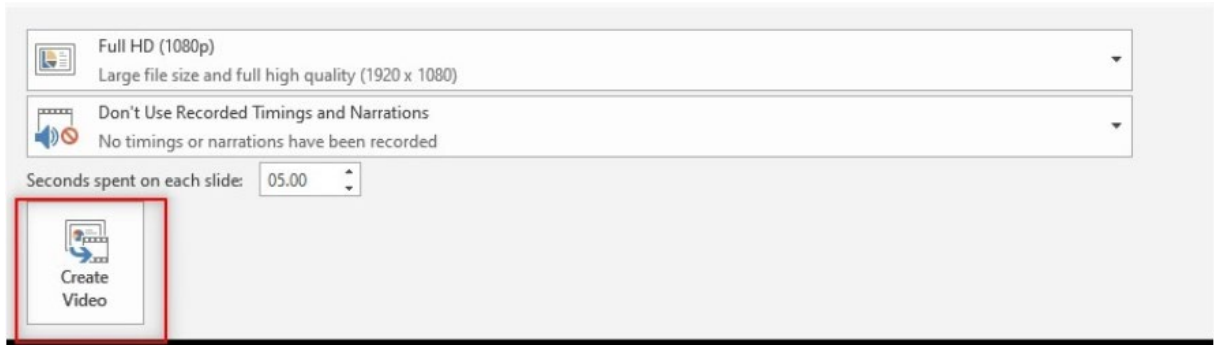 Full HD (1080p)
Large file size and full high quality (1920 x 1080)
Don't Use Recorded Timings and Narrations
No timings or narrations have been recorded
Seconds spent on each slide: 05.00
Create
Video